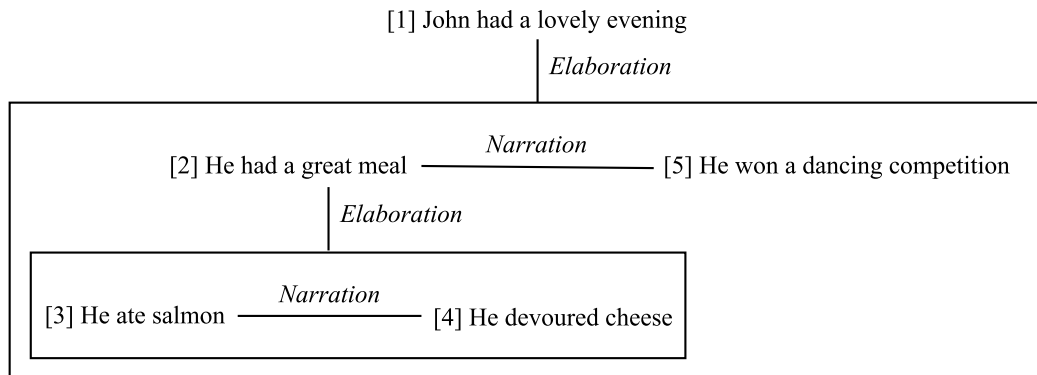 [1] John had a lovely evening
Elaboration
Narration
[2] He had a great meal
[5] He won a dancing competition
Elaboration
Narration
[3] He ate salmon
[4] He devoured cheese